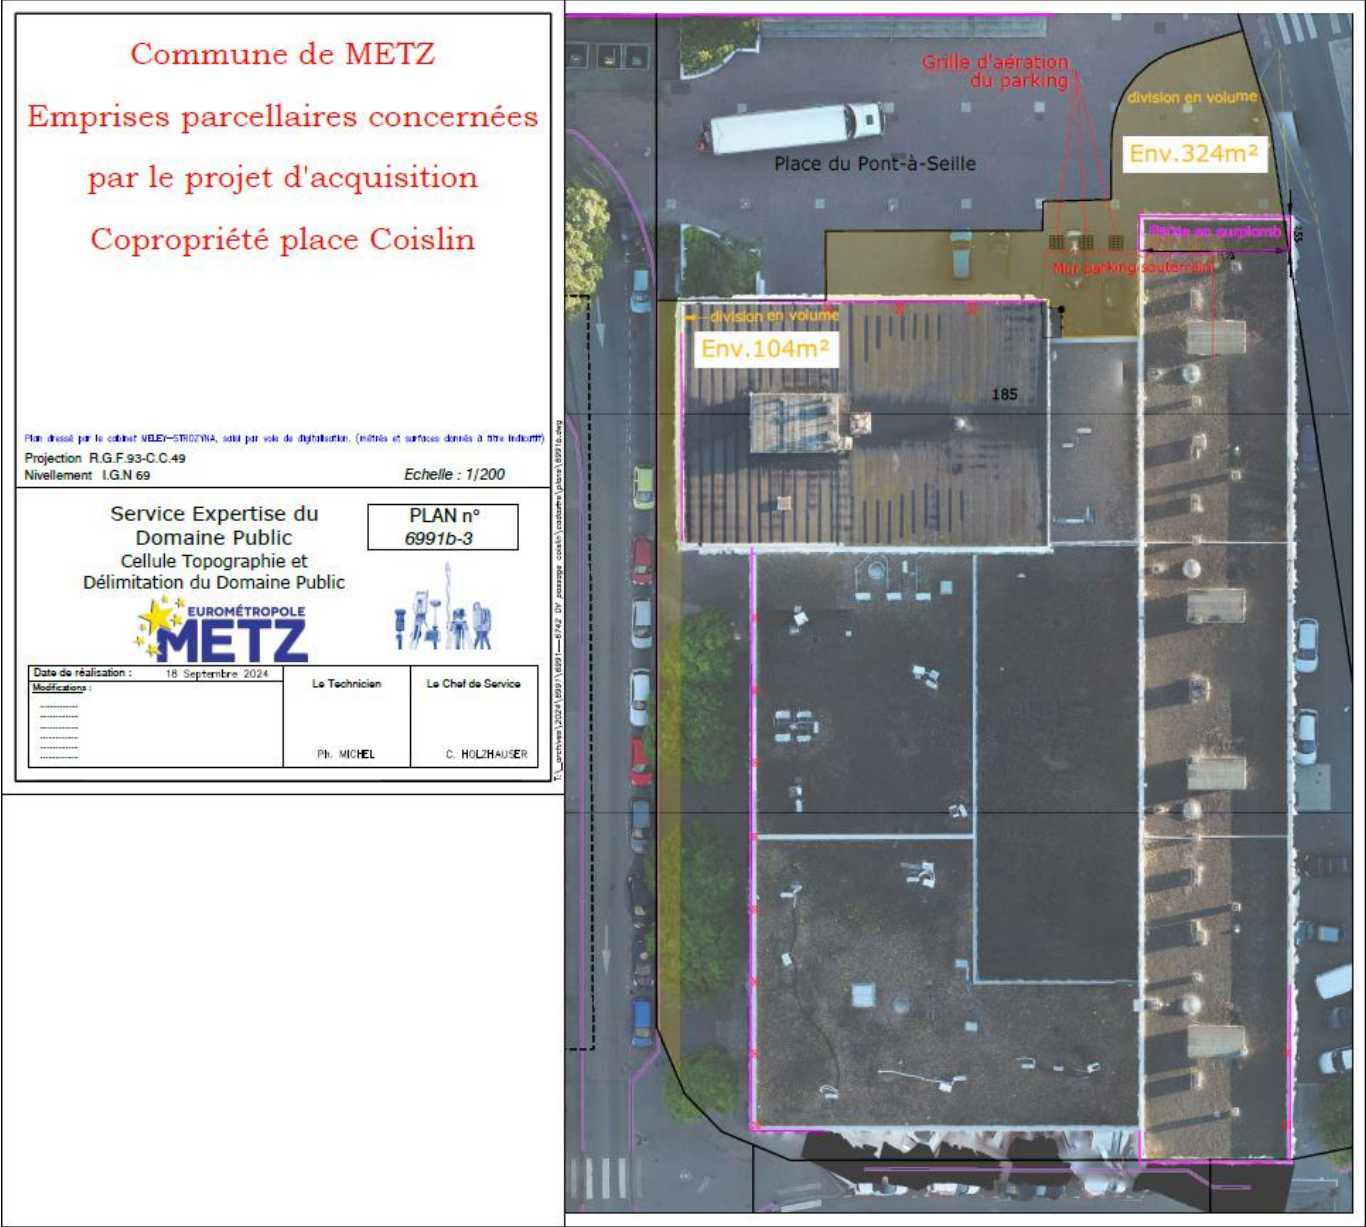 Commune de METZ
Emprises parcellaires concernées
par le projet d'acquisition
Copropriété place Coislin
Plan dressé par le cabinet MELEY-STROZYNA, saisi par voie de digitalisation. (métrés et surfaces donnés à titre indicatif)
Projection R.G.F.93-C.C.49
Nivellement I.G.N 69
Echelle : 1/200
Service Expertise du
Domaine Public
Cellule Topographie et
Délimitation du Domaine Public
PLAN n°
6991b-3
EUROMÉTROPOLE
METZ
Date de réalisation :
18 Septembre 2024
Modifications :
Le Technicien
Le Chef de Service
Ph. MICHEL
C. HOLZHAUSER
Grille d'aération
du parking
division en volume
Env.324m²
Place du Pont-à-Seille
Partie en surplomb
Mur parking souterrain
division en volume
Env.104m²
185